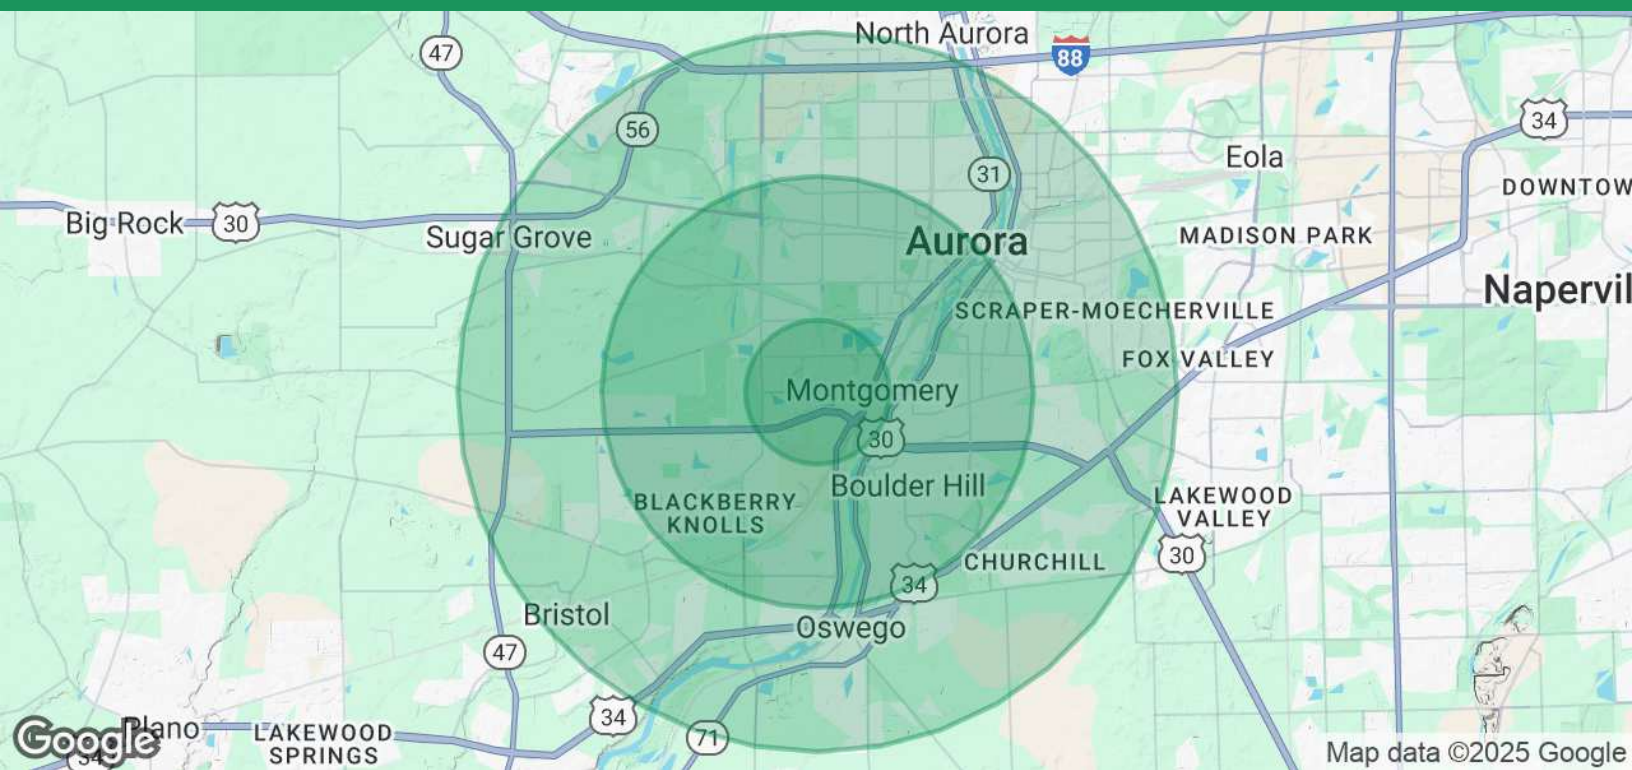 North Aurora
47
88
56
34
31
Eola
DOWNTOW
Big Rock
30
Sugar Grove
Aurora
MADISON PARK
Napervil
SCRAPER-MOECHERVILLE
FOX VALLEY
Montgomery
30
Boulder Hill
BLACKBERRY
KNOLLS
LAKEWOOD
VALLEY
30
CHURCHILL
34
Bristol
Oswego
47
34
71
Plano
LAKEWOOD
SPRINGS
Google
34
Map data ©2025 Google